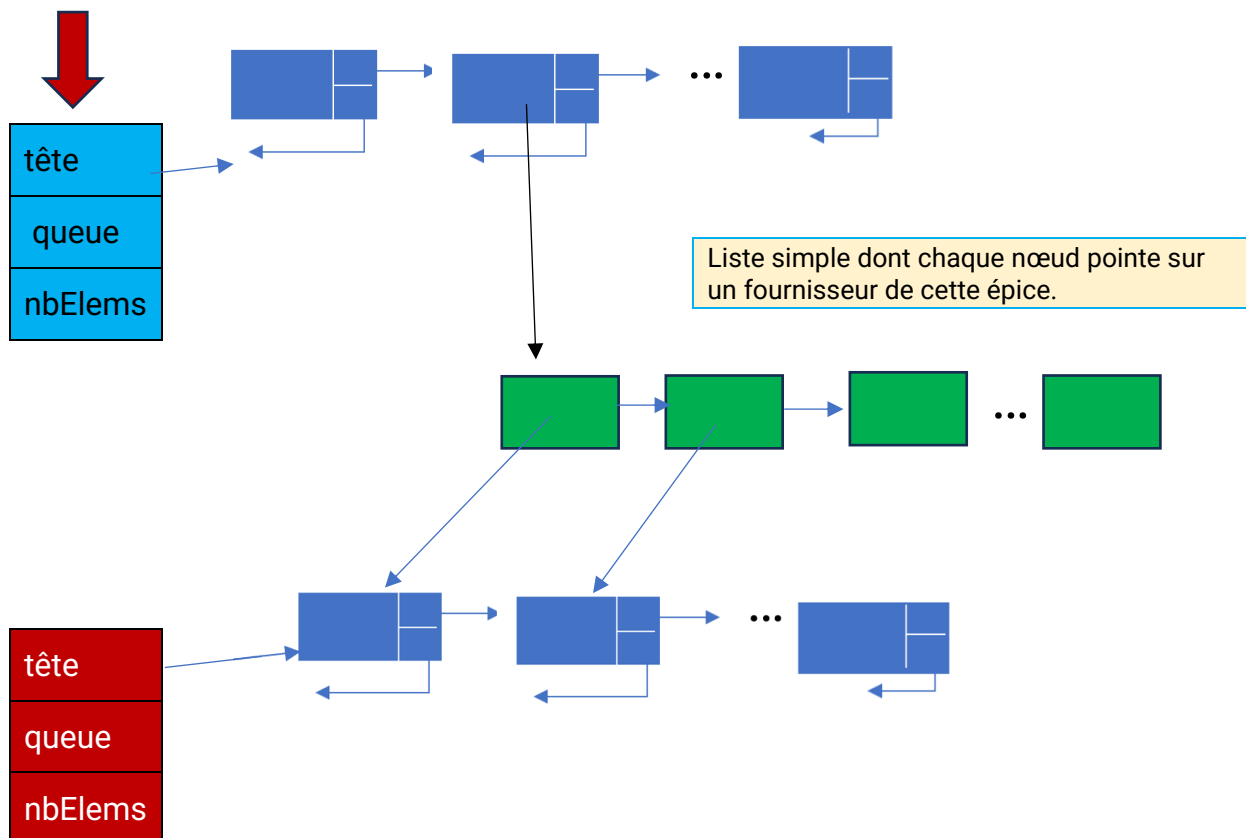 tête
queue
nbElems
Liste simple dont chaque nœud pointe sur
un fournisseur de cette épice.
tête
queue
nbElems